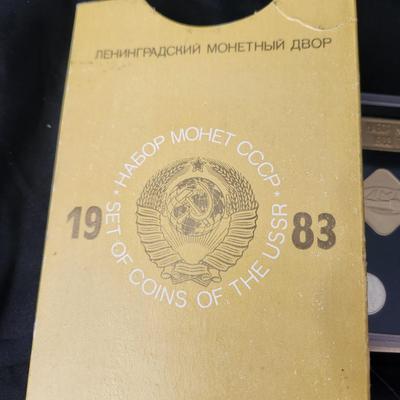 ЛЕНИНГРАДСКИЙ МОНЕТНЫЙ ДВОР
* НАБОР МОНЕТ СССР *
19 83
SET OF COINS OF THE USSR